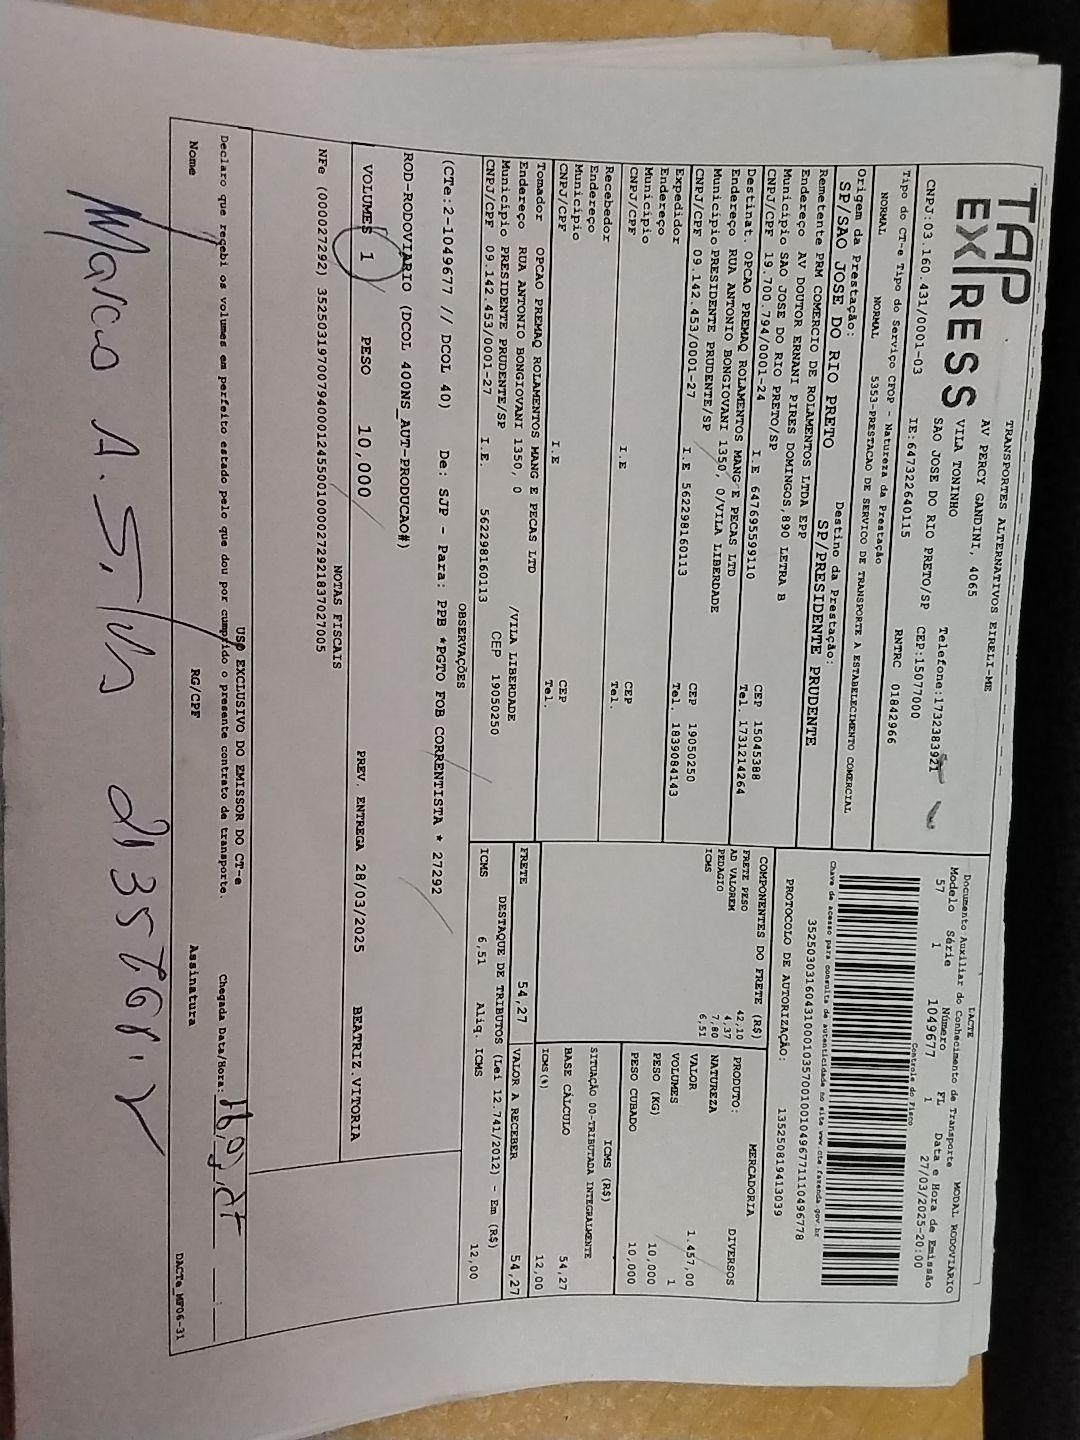 TAP
EXPRESS
TRANSPORTES ALTERNATIVOS EIRELI-ME
AV PERCY GANDINI, 4065
VILA TONINHO
SAO JOSE DO RIO PRETO/SP
Telefone:1732383921
CEP:15077000
CNPJ:03.160.431/0001-03 IE:647322640115 RNTRC 01842966
DACTE
Documento Auxiliar do Conhecimento de Transporte
MODAL RODOVIARIO
Modelo Série Número Fl Data e Hora de Emissão
57 1 1049677 1 27/03/2025-20:00
Controle do Fisco
Chave de acesso para consulta de autenticidade no site www.cte.fazenda.gov.br
35250303160431000103570010010496771110496778
PROTOCOLO DE AUTORIZAÇÃO: 135250819413039
Tipo do CT-e Tipo do Serviço CFOP - Natureza da Prestação
NORMAL NORMAL 5353-PRESTACAO DE SERVICO DE TRANSPORTE A ESTABELECIMENTO COMERCIAL
Origem da Prestação: Destino da Prestação:
SP/SAO JOSE DO RIO PRETO SP/PRESIDENTE PRUDENTE
Remetente PRM COMERCIO DE ROLAMENTOS LTDA EPP
Endereço AV DOUTOR ERNANI PIRES DOMINGOS,890 LETRA B
Municipio SAO JOSE DO RIO PRETO/SP CEP 15045388
CNPJ/CPF 19.700.794/0001-24 I.E 647695599110 Tel. 1731214264
Destinat. OPCAO PREMAQ ROLAMENTOS MANG E PECAS LTD
Endereço RUA ANTONIO BONGIOVANI 1350, 0/VILA LIBERDADE
Municipio PRESIDENTE PRUDENTE/SP CEP 19050250
CNPJ/CPF 09.142.453/0001-27 I.E 562298160113 Tel. 1839084143
Expedidor
Endereço
Municipio CEP
CNPJ/CPF I.E Tel.
Recebedor
Endereço
Municipio CEP
CNPJ/CPF I.E Tel.
Tomador OPCAO PREMAQ ROLAMENTOS MANG E PECAS LTD
Endereço RUA ANTONIO BONGIOVANI 1350, 0 /VILA LIBERDADE
Municipio PRESIDENTE PRUDENTE/SP CEP 19050250
CNPJ/CPF 09.142.453/0001-27 I.E. 562298160113
COMPONENTES DO FRETE (R$)
FRETE PESO 42,10
AD VALOREM 4,37
PEDAGIO 7,80
ICMS 6,51
PRODUTO: MERCADORIA
NATUREZA DIVERSOS
VALOR 1.457,00
VOLUMES 1
PESO (KG) 10,000
PESO CUBADO 10,000
ICMS (R$)
SITUAÇÃO 00-TRIBUTADA INTEGRALMENTE
BASE CÁLCULO 54,27
ICMS(%) 12,00
FRETE 54,27 VALOR A RECEBER 54,27
DESTAQUE DE TRIBUTOS (Lei 12.741/2012) - Em (R$)
ICMS 6,51 Aliq. ICMS 12,00
OBSERVAÇÕES
(CTe:2-1049677 // DCOL 40) De: SJP - Para: PPB *PGTO FOB CORRENTISTA * 27292
ROD-RODOVIARIO (DCOL 400NS_AUT-PRODUCAO#)
VOLUMES 1 PESO 10,000 PREV. ENTREGA 28/03/2025 BEATRIZ.VITORIA
NOTAS FISCAIS
NFe (000027292) 35250319700794000124550010000272921837027005
USO EXCLUSIVO DO EMISSOR DO CT-e
Declaro que recebi os volumes em perfeito estado pelo que dou por cumprido o presente contrato de transporte. Chegada Data/Hora:
Nome RG/CPF Assinatura
DACTe_MF06-31
Marcio A. Silva